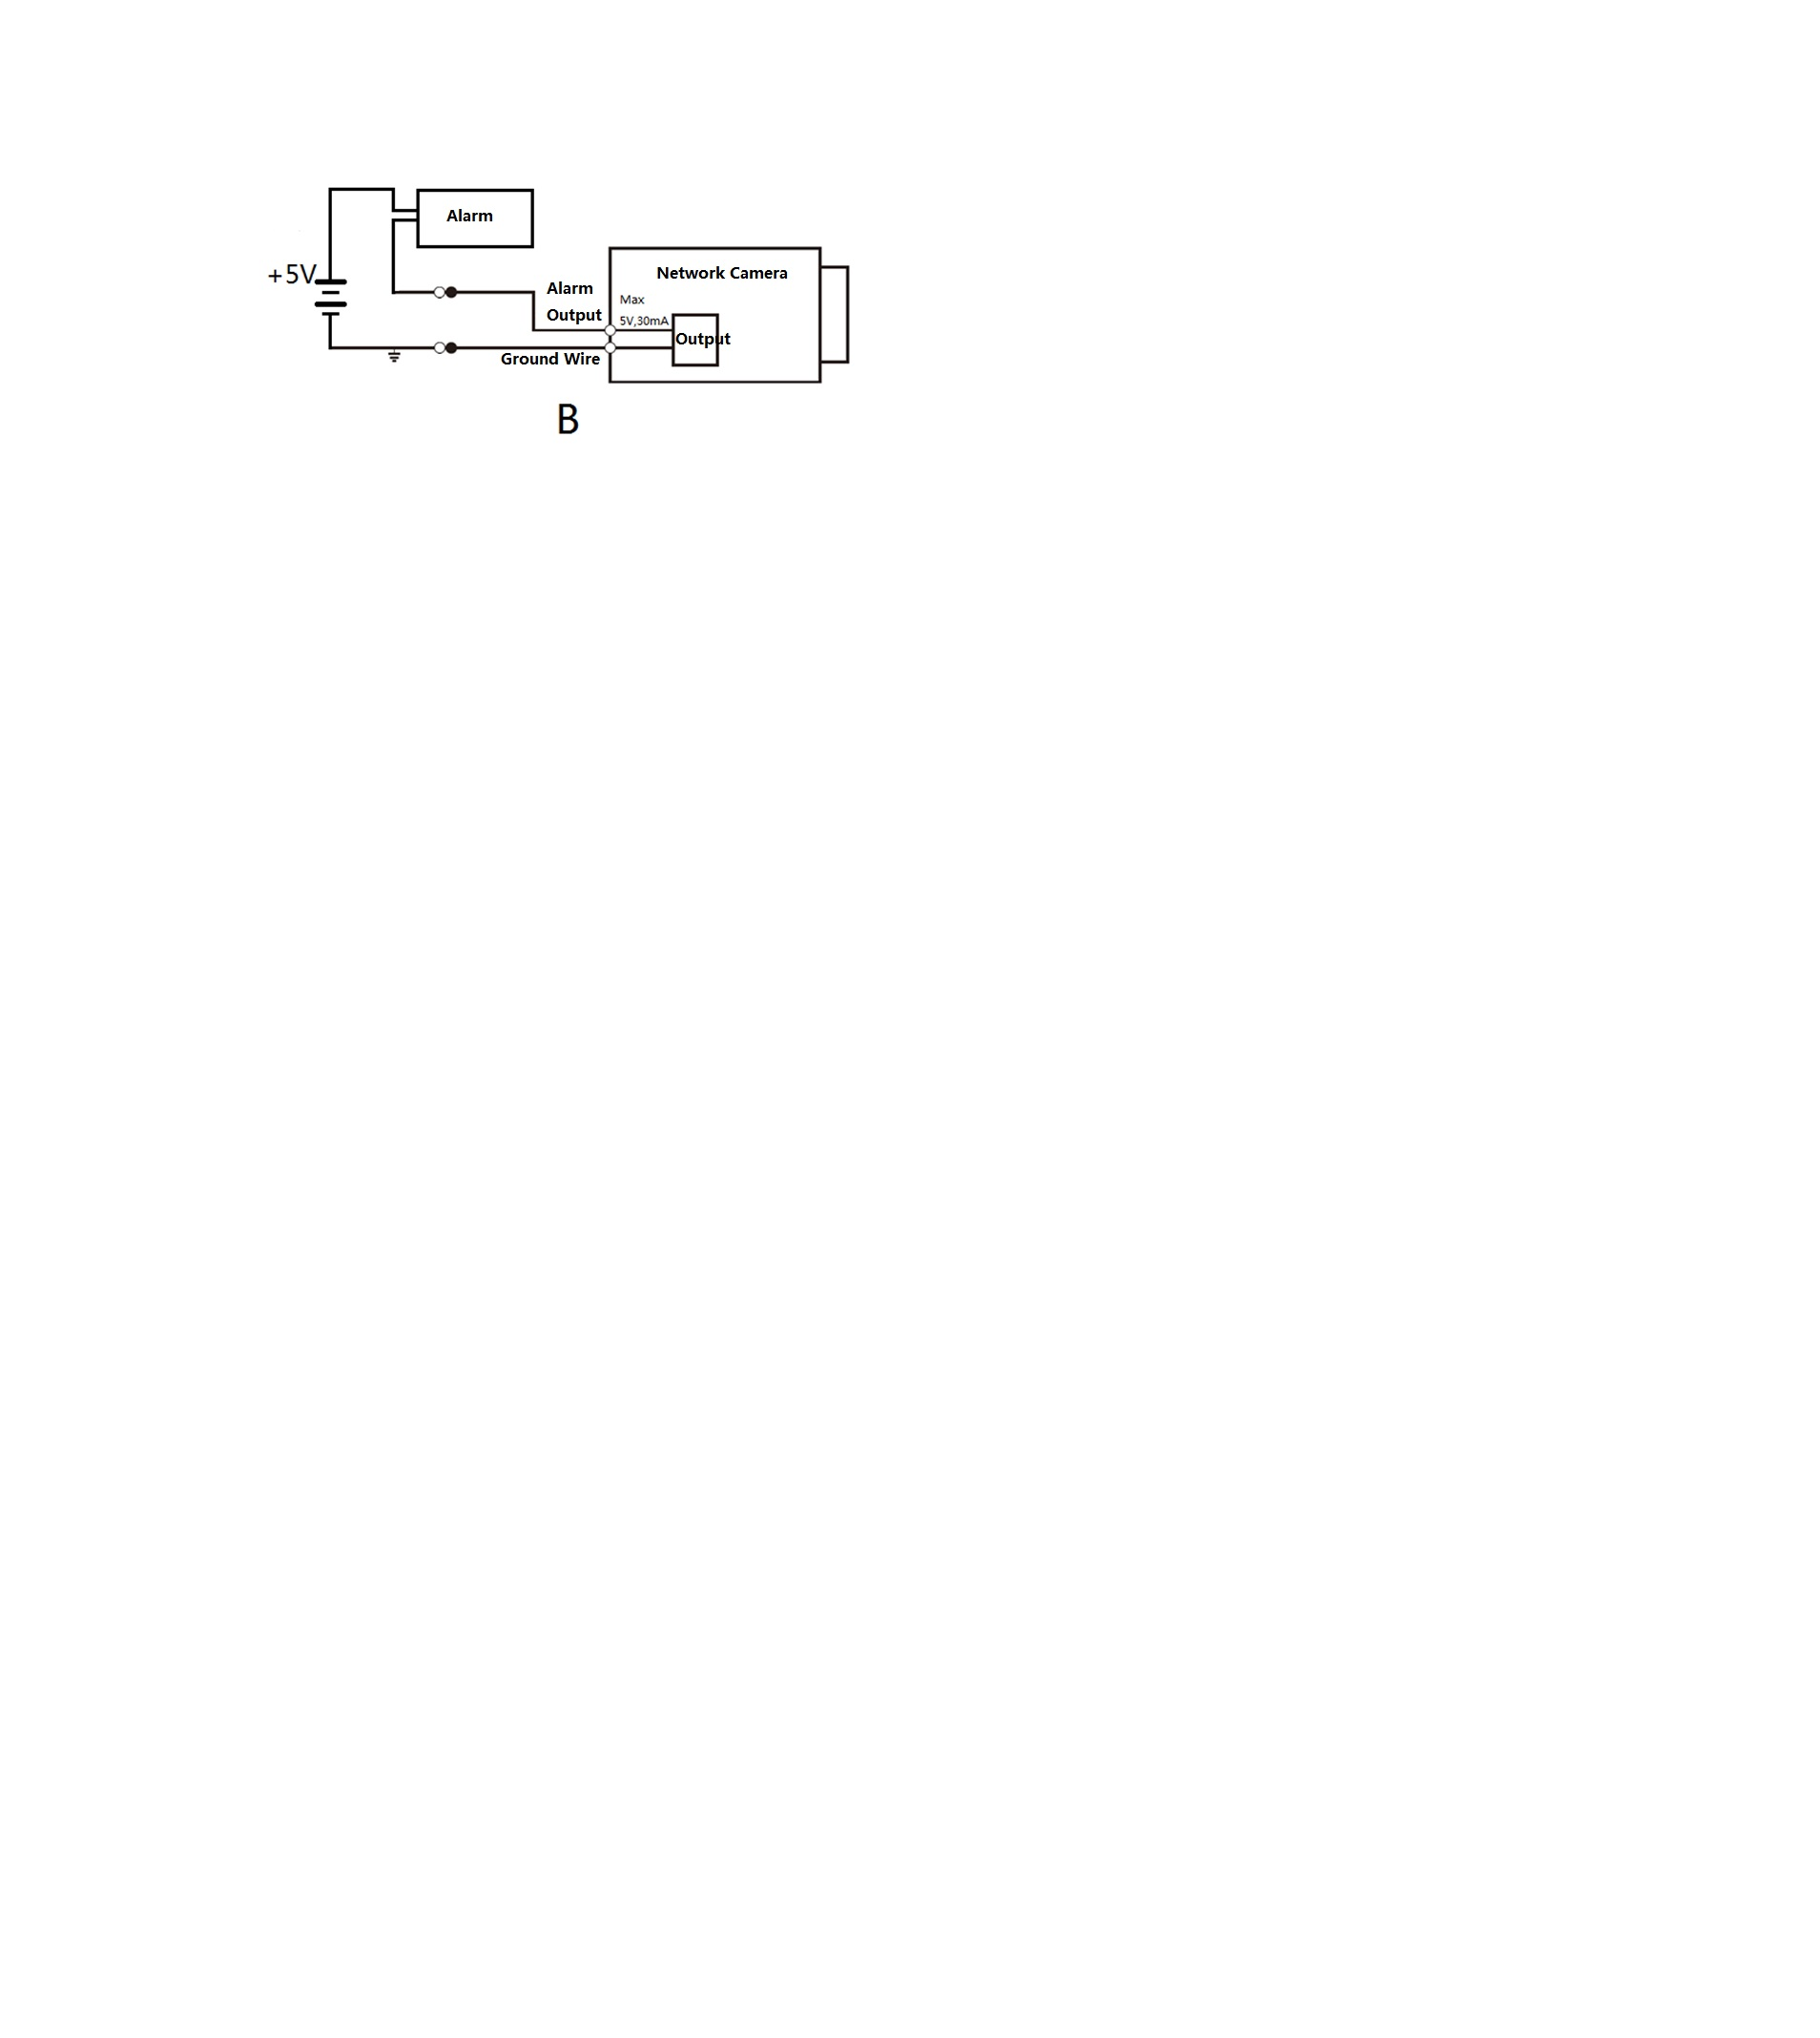 Alarm
+5V
Network Camera
Alarm
Output
Max
5V,30mA
Output
Ground Wire
B